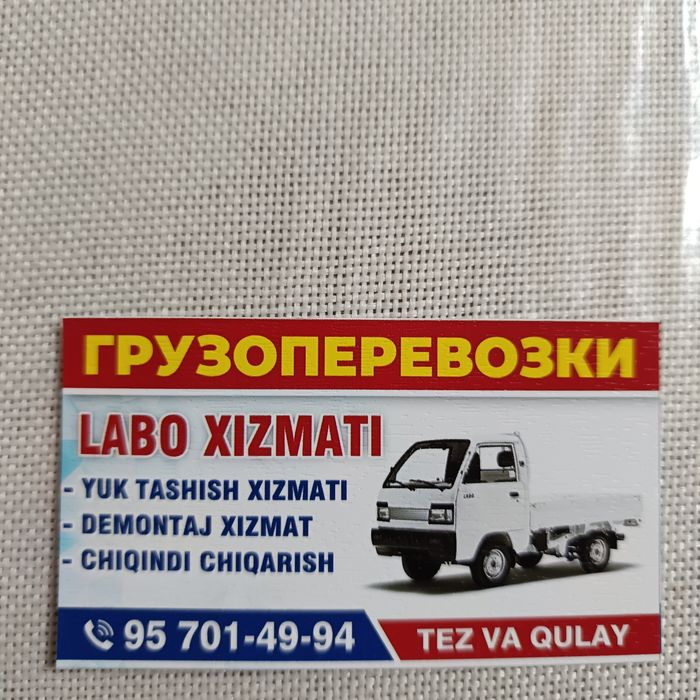 ГРУЗОПЕРЕВОЗКИ
LABO XIZMATI
- YUK TASHISH XIZMATI
- DEMONTAJ XIZMAT
- CHIQINDI CHIQARISH
LABO
95 701-49-94
TEZ VA QULAY